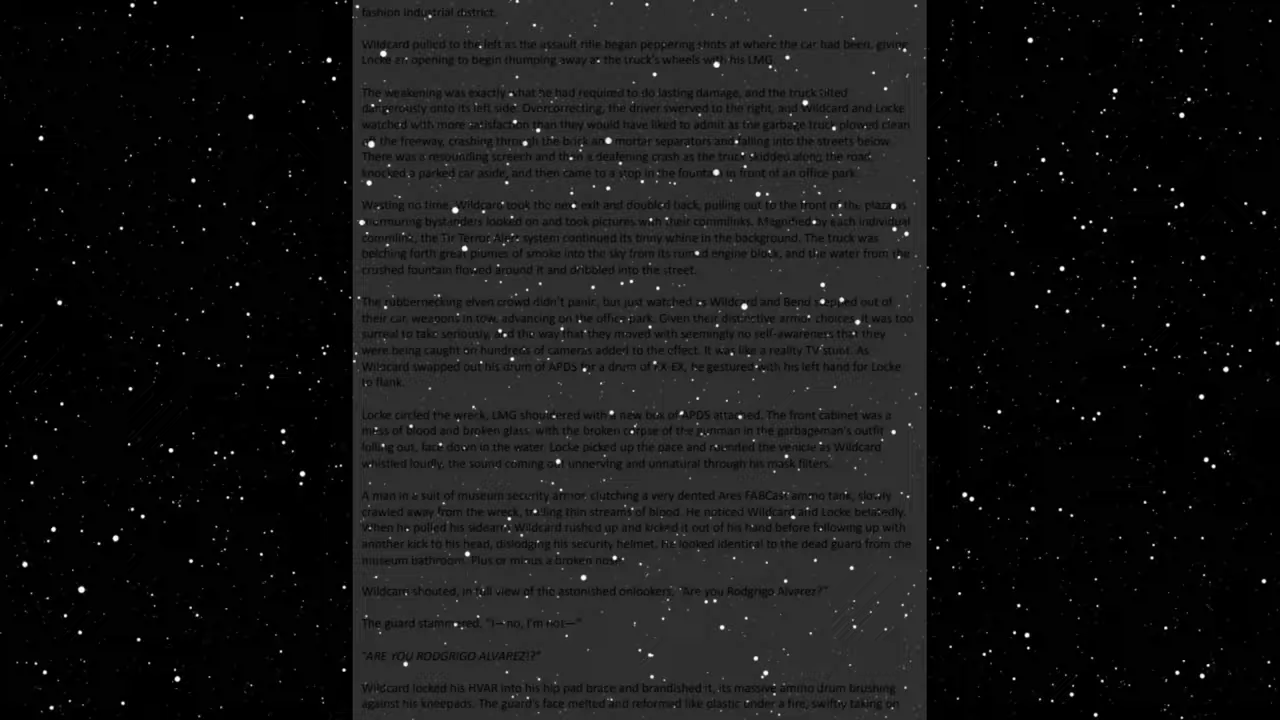 fashion industrial district.
Wildcard pulled to the left as the assault rifle began peppering shots at where the car had been, giving
Locke an opening to begin thumping away at the truck's wheels with his LMG.
The weakening was exactly what he had required to do lasting damage, and the truck tilted
dangerously onto its left side. Overcorrecting, the driver swerved to the right, and Wildcard and Locke
watched with more satisfaction than they would have liked to admit as the garbage truck plowed clean
off the freeway, crashing through the brick and mortar separators and falling into the streets below.
There was a resounding screech and then a deafening crash as the truck skidded along the road,
knocked a parked car aside, and then came to a stop in the fountain in front of an office park.
Wasting no time, Wildcard took the next exit and doubled back, pulling out to the front of the plaza as
murmuring bystanders looked on and took pictures with their commlinks. Magnified by each individual
commlink, the Tir Terror Alert system continued its tinny whine in the background. The truck was
belching forth great plumes of smoke into the sky from its ruined engine block, and the water from the
crushed fountain flowed around it and dribbled into the street.
The rubbernecking elven crowd didn't panic, but just watched as Wildcard and Bend stepped out of
their car, weapons in tow, advancing on the office park. Given their distinctive armor choices, it was too
surreal to take seriously, and the way that they moved with seemingly no self-awareness that they
were being caught on hundreds of cameras added to the effect. It was like a reality TV stunt. As
Wildcard swapped out his drum of APDS for a drum of EX-EX, he gestured with his left hand for Locke
to flank.
Locke circled the wreck, LMG shouldered with a new box of APDS attached. The front cabinet was a
mess of blood and broken glass, with the broken corpse of the gunman in the garbageman's outfit
lolling out, face down in the water. Locke picked up the pace and rounded the vehicle as Wildcard
whistled loudly, the sound coming out unnerving and unnatural through his mask filters.
A man in a suit of museum security armor, clutching a very dented Ares FABCast ammo tank, slowly
crawled away from the wreck, trailing thin streams of blood. He noticed Wildcard and Locke belatedly.
When he pulled his sidearm, Wildcard rushed up and kicked it out of his hand before following up with
another kick to his head, dislodging his security helmet. He looked identical to the dead guard from the
museum bathroom. Plus or minus a broken nose.
Wildcard shouted, in full view of the astonished onlookers, "Are you Rodgrigo Alvarez?"
The guard stammered, "I—no, I'm not—"
"ARE YOU RODGRIGO ALVAREZ!?"
Wildcard locked his HVAR into his hip pad brace and brandished it, its massive ammo drum brushing
against his kneepads. The guard's face melted and reformed like plastic under a fire, swiftly taking on